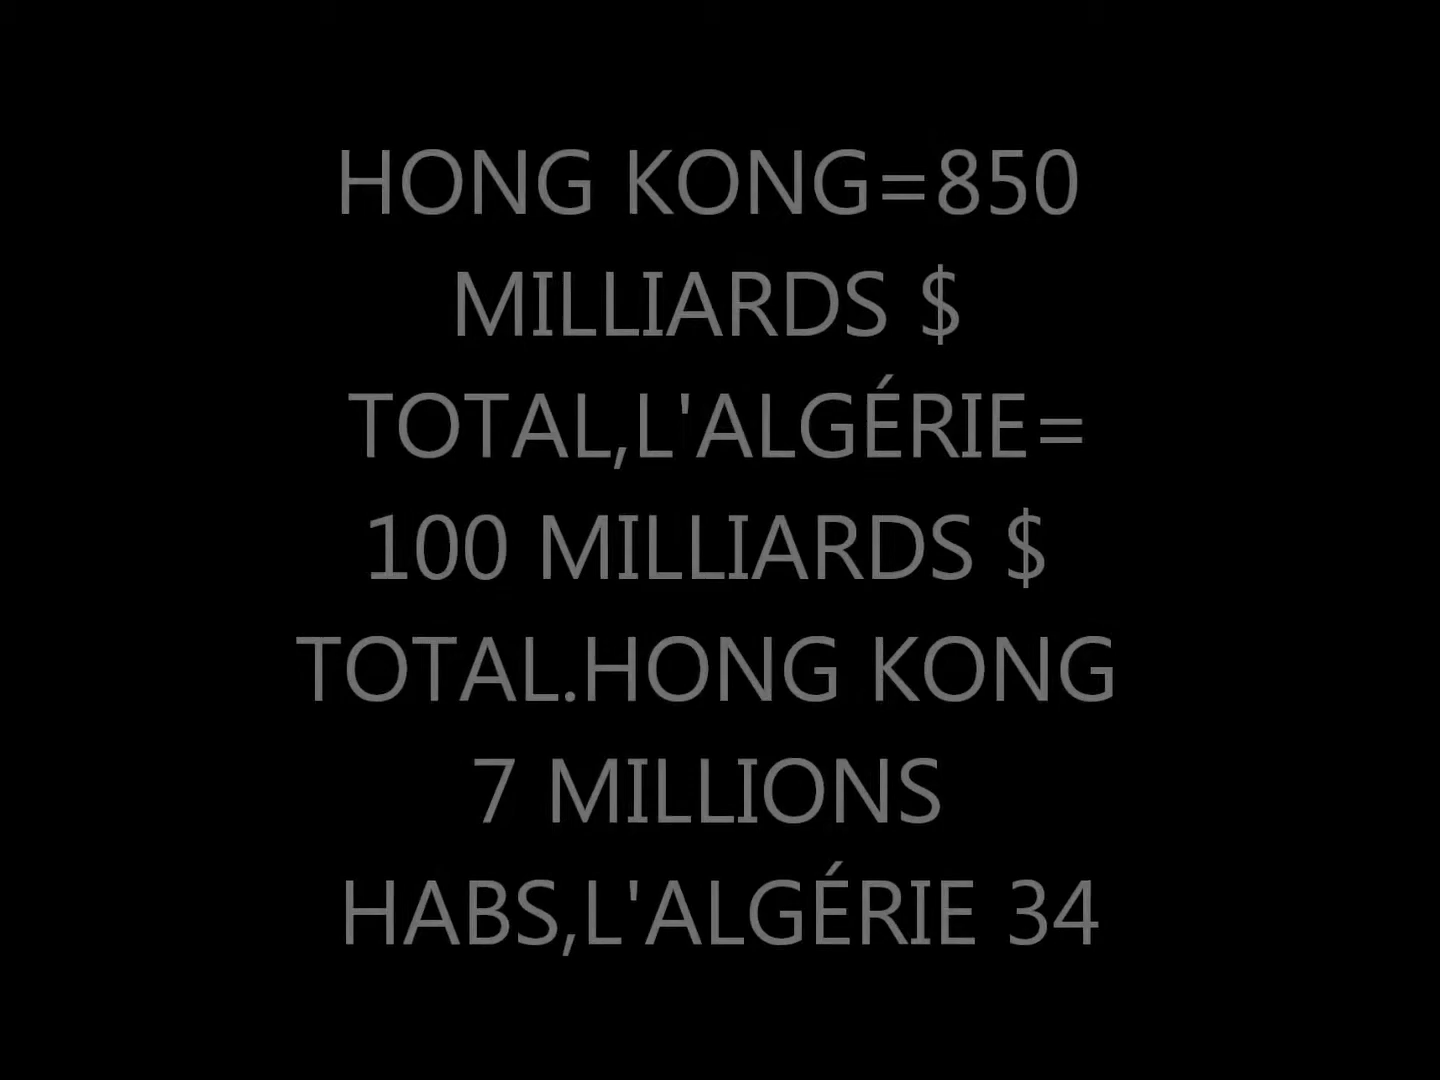 HONG KONG=850
MILLIARDS $
TOTAL,L'ALGÉRIE=
100 MILLIARDS $
TOTAL.HONG KONG
7 MILLIONS
HABS,L'ALGÉRIE 34